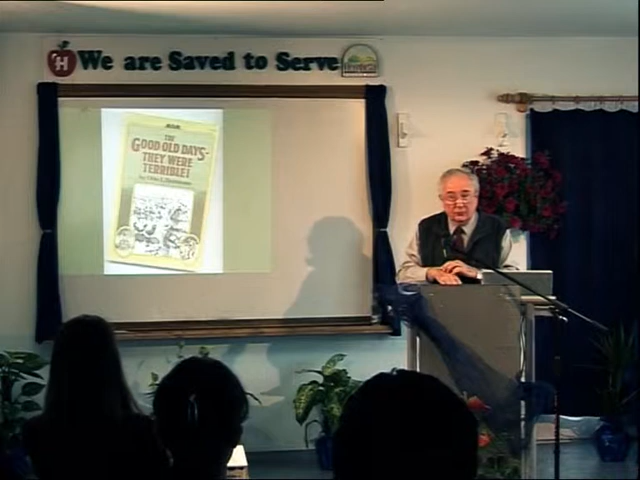 H We are Saved to Serve
THE
GOOD OLD DAYS-
THEY WERE
TERRIBLE!